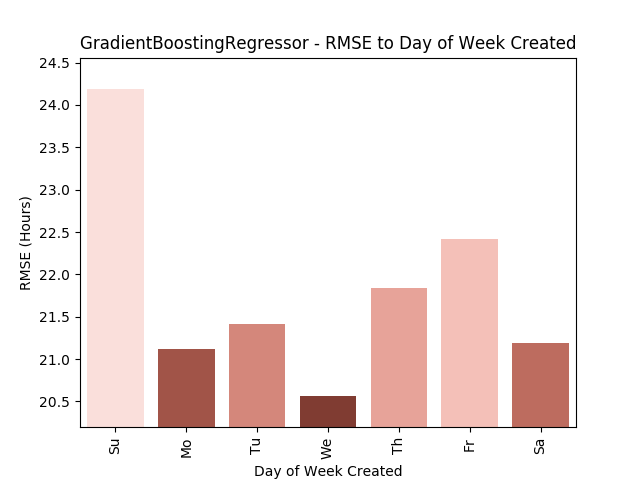 GradientBoostingRegressor - RMSE to Day of Week Created
24.5
24.0
23.5
23.0
22.5
22.0
21.5
21.0
20.5
RMSE (Hours)
Su Mo Tu We Th Fr Sa
Day of Week Created